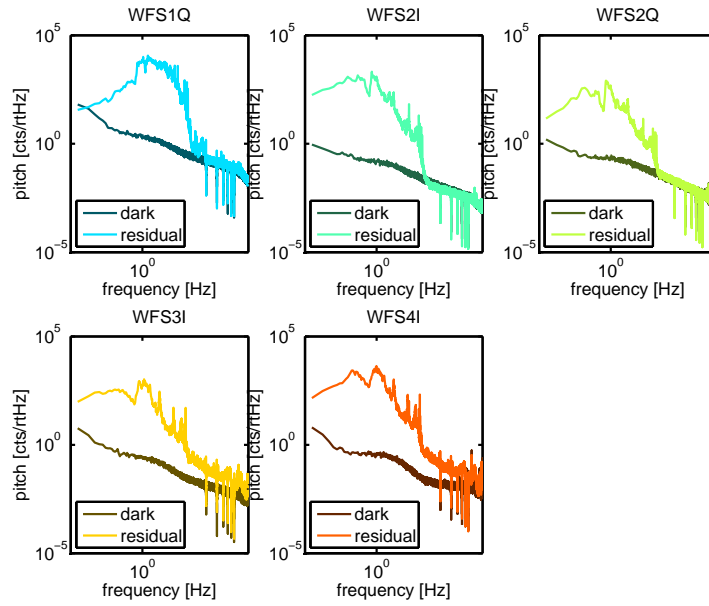 WFS1Q
pitch [cts/rtHz]
10^5
10^0
10^−5
dark
residual
10^0
frequency [Hz]
WFS2I
pitch [cts/rtHz]
10^5
10^0
10^−5
dark
residual
10^0
frequency [Hz]
WFS2Q
pitch [cts/rtHz]
10^5
10^0
10^−5
dark
residual
10^0
frequency [Hz]
WFS3I
pitch [cts/rtHz]
10^5
10^0
10^−5
dark
residual
10^0
frequency [Hz]
WFS4I
pitch [cts/rtHz]
10^5
10^0
10^−5
dark
residual
10^0
frequency [Hz]